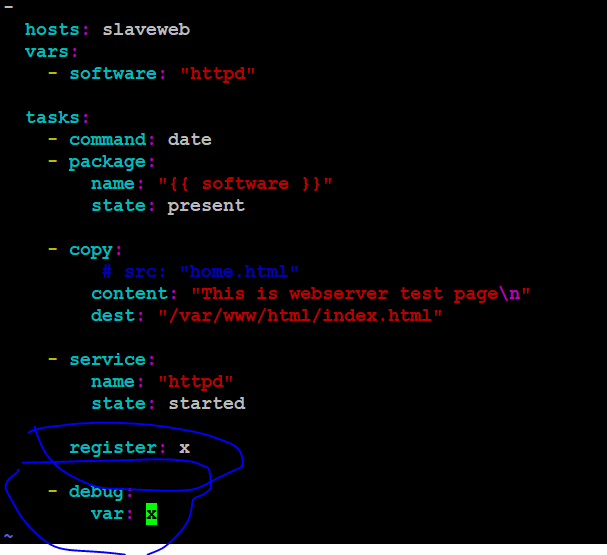 -
hosts: slaveweb
vars:
- software: "httpd"
tasks:
- command: date
- package:
name: "{{ software }}"
state: present
- copy:
# src: "home.html"
content: "This is webserver test page\n"
dest: "/var/www/html/index.html"
- service:
name: "httpd"
state: started
register: x
- debug:
var: x
~